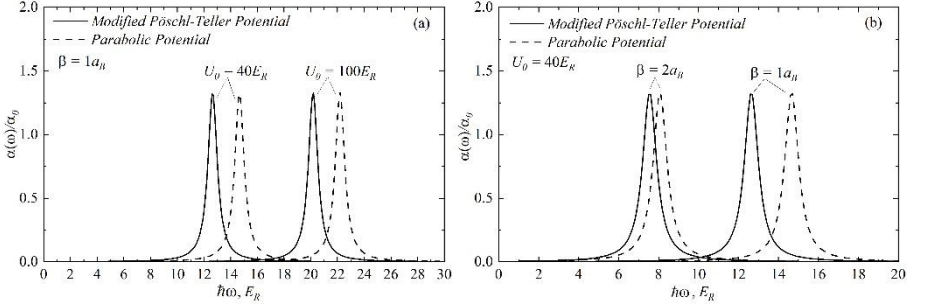 2.0
Modified Pöschl-Teller Potential
(a)
Parabolic Potential
β = 1a_B
U_0 – 40E_R
U_0 = 100E_R
1.5
1.0
0.5
0.0
α(ω)/α_0
0 2 4 6 8 10 12 14 16 18 20 22 24 26 28 30
ħω, E_R
2.0
Modified Pöschl-Teller Potential
(b)
Parabolic Potential
U_0 = 40E_R
β = 2a_B
β = 1a_B
1.5
1.0
0.5
0.0
α(ω)/α_0
0 2 4 6 8 10 12 14 16 18 20
ħω, E_R